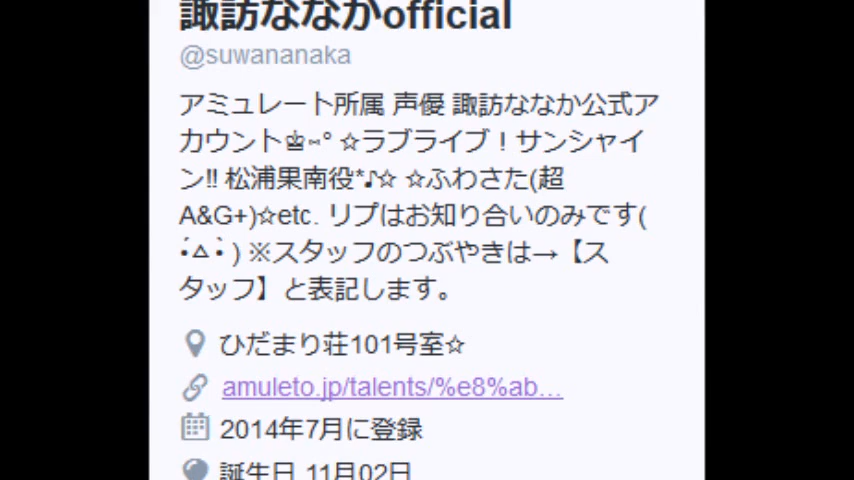 諏訪ななかofficial
@suwananaka
アミュレート所属 声優 諏訪ななか公式ア
カウント♔┈° ☆ラブライブ！サンシャイ
ン!! 松浦果南役*♪☆ ☆ふわさた(超
A&G+)☆etc. リプはお知り合いのみです(
•́ㅿ•̀ ) ※スタッフのつぶやきは→【ス
タッフ】と表記します。
ひだまり荘101号室☆
amuleto.jp/talents/%e8%ab…
2014年7月に登録
誕生日 11月02日